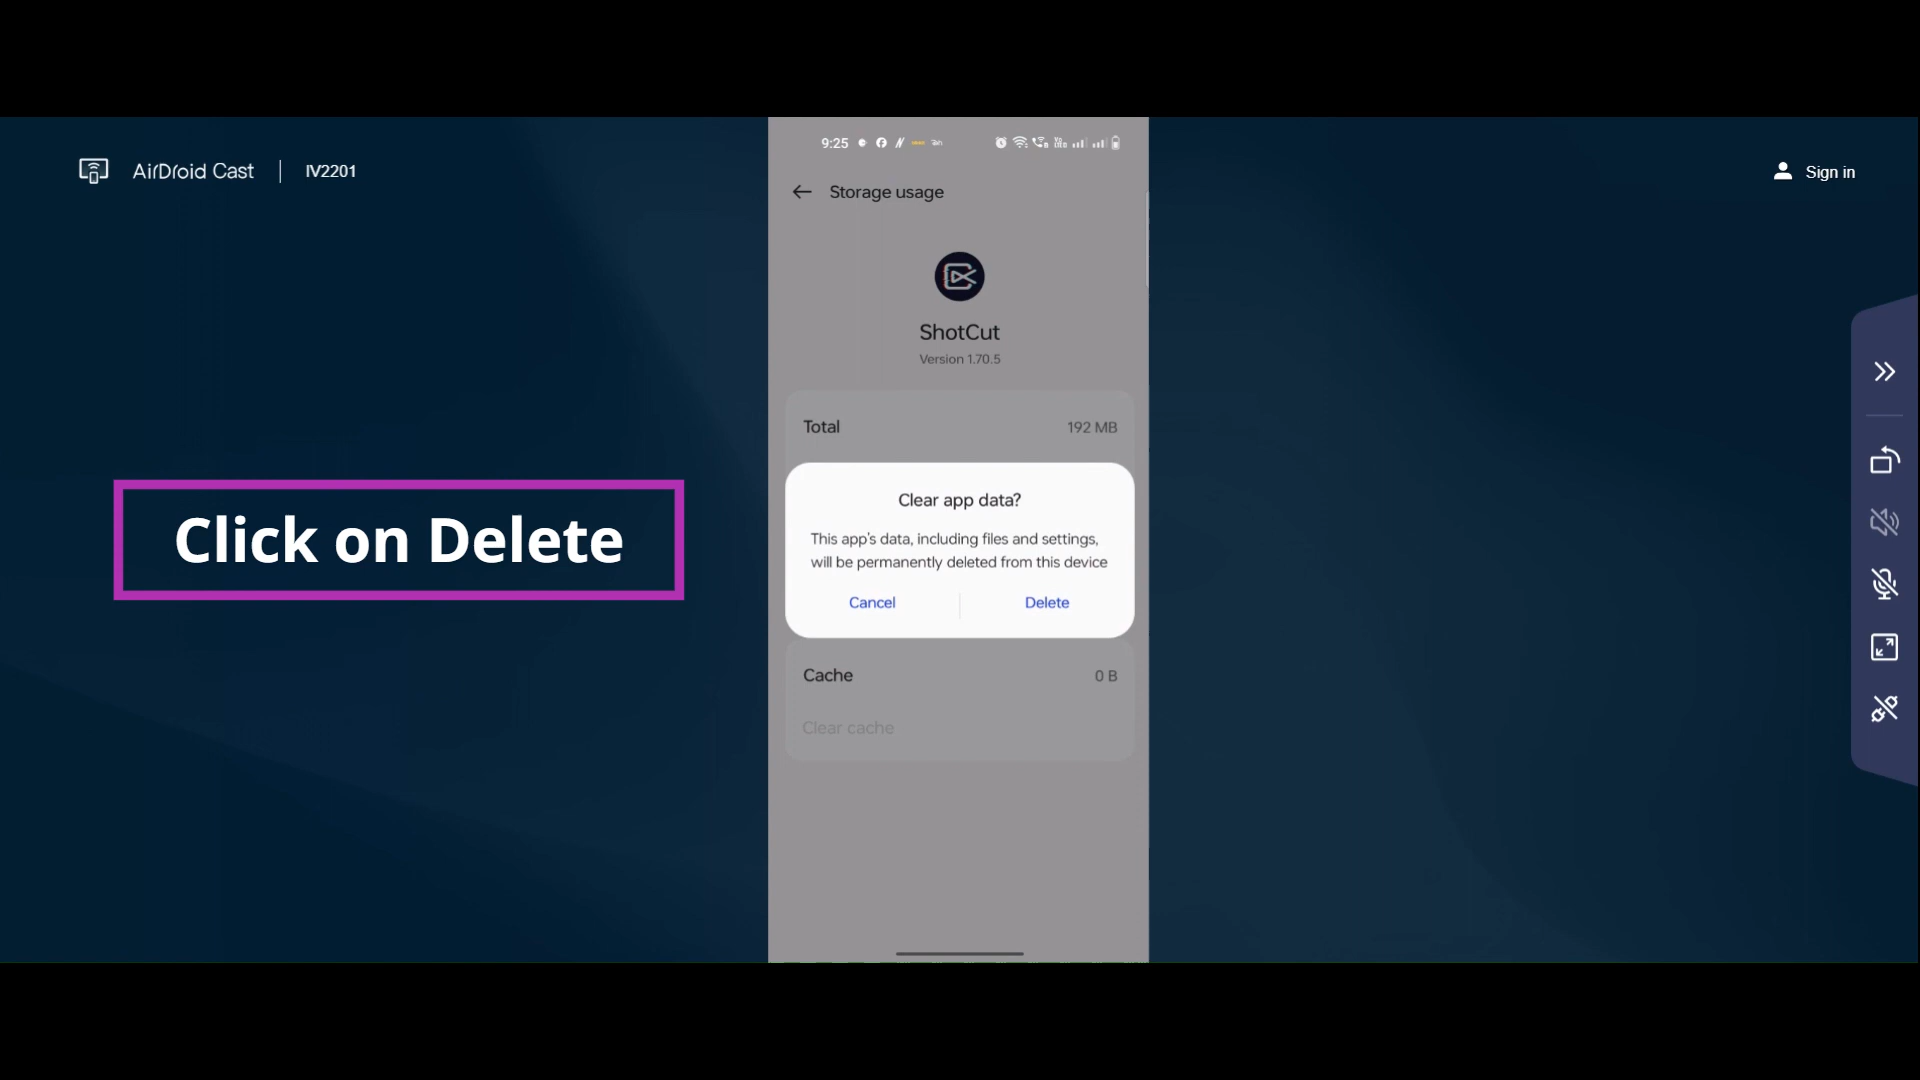 AirDroid Cast | IV2201
Sign in
9:25
Storage usage
ShotCut
Version 1.70.5
Total 192 MB
Click on Delete
Clear app data?
This app's data, including files and settings,
will be permanently deleted from this device
Cancel Delete
Cache 0 B
Clear cache